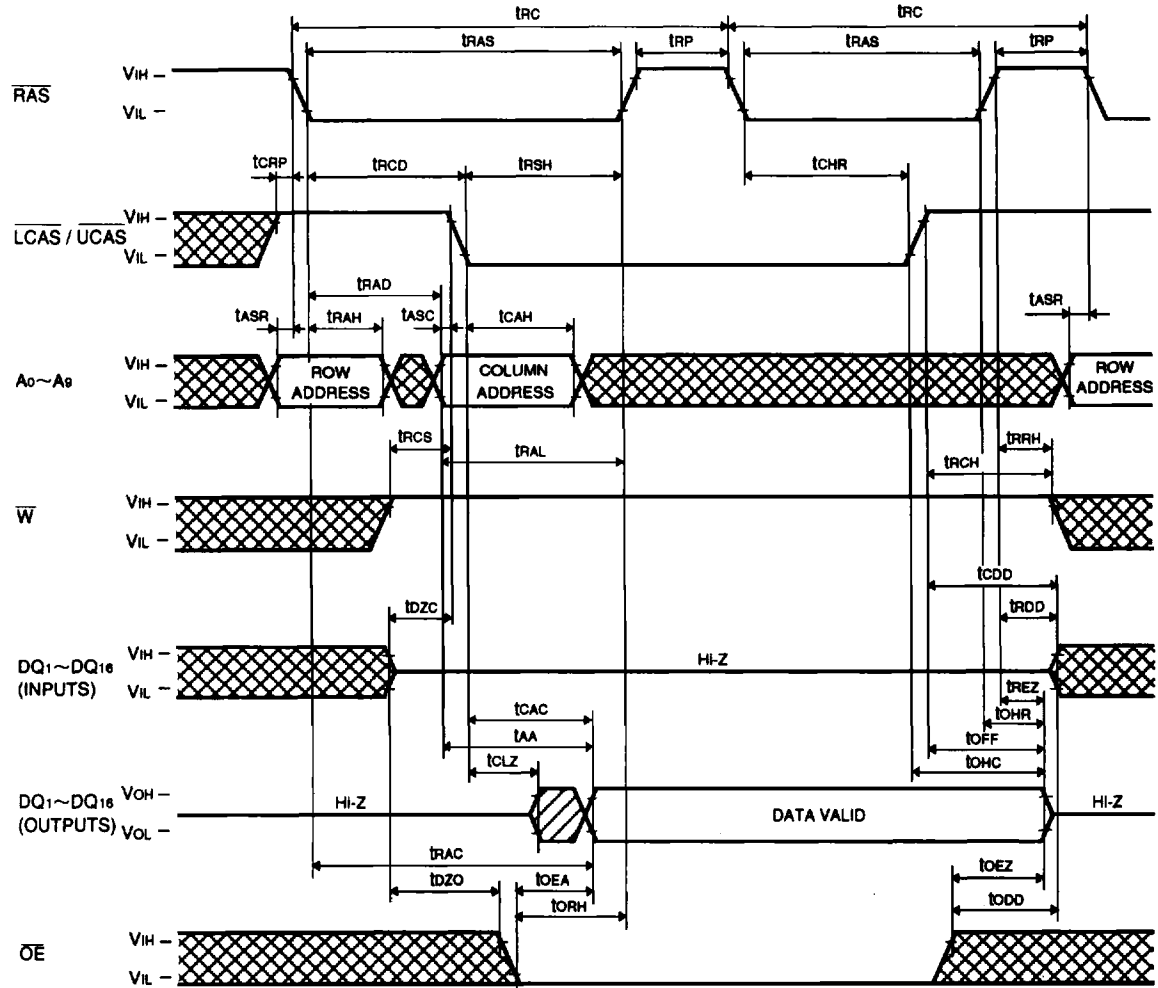 tRC tRC
tRAS tRP tRAS tRP
RAS
VIH
VIL
tCRP tRCD tRSH tCHR
LCAS / UCAS
VIH
VIL
tRAD
tASR tRAH tASC tCAH tASR
A0~A9
VIH
VIL
ROW ADDRESS
COLUMN ADDRESS
ROW ADDRESS
tRCS tRAL tRRH
tRCH
W
VIH
VIL
tCDD
tDZC tRDD
DQ1~DQ16
(INPUTS)
VIH
VIL
HI-Z
tREZ
tCAC tOHR
tAA tOFF
tCLZ tOHC
DQ1~DQ16
(OUTPUTS)
VOH
VOL
HI-Z
DATA VALID
HI-Z
tRAC
tDZO tOEA tOEZ
tORH tODD
OE
VIH
VIL